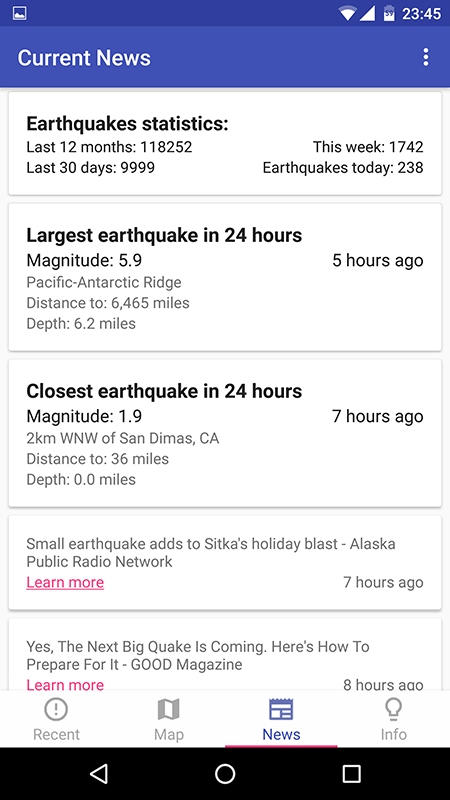 23:45
Current News
Earthquakes statistics:
Last 12 months: 118252 This week: 1742
Last 30 days: 9999 Earthquakes today: 238
Largest earthquake in 24 hours
Magnitude: 5.9 5 hours ago
Pacific-Antarctic Ridge
Distance to: 6,465 miles
Depth: 6.2 miles
Closest earthquake in 24 hours
Magnitude: 1.9 7 hours ago
2km WNW of San Dimas, CA
Distance to: 36 miles
Depth: 0.0 miles
Small earthquake adds to Sitka's holiday blast - Alaska
Public Radio Network
Learn more 7 hours ago
Yes, The Next Big Quake Is Coming. Here's How To
Prepare For It - GOOD Magazine
Learn more 8 hours ago
Recent Map News Info